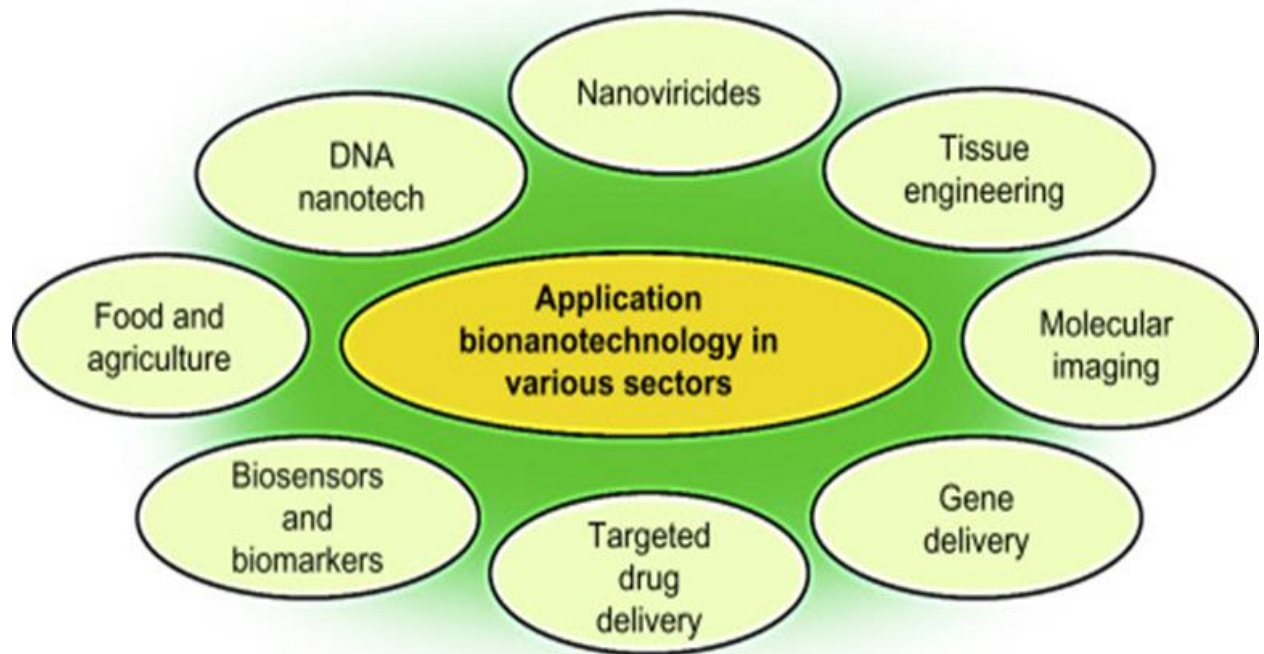 Nanoviricides
DNA
nanotech
Tissue
engineering
Food and
agriculture
Application
bionanotechnology in
various sectors
Molecular
imaging
Biosensors
and
biomarkers
Targeted
drug
delivery
Gene
delivery